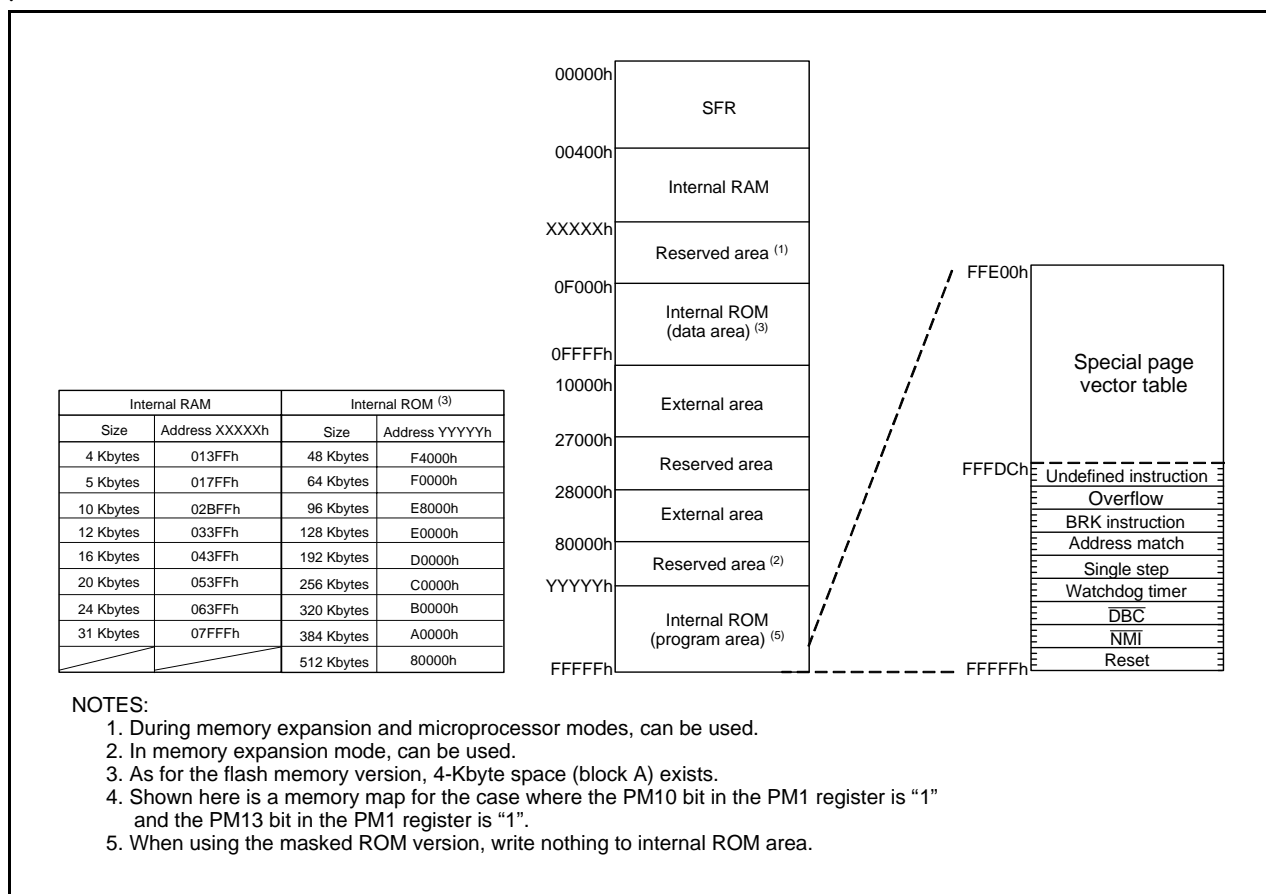 00000h
SFR
00400h
Internal RAM
XXXXXh
Reserved area (1)
0F000h
Internal ROM
(data area) (3)
0FFFFh
10000h
External area
27000h
Reserved area
28000h
External area
80000h
Reserved area (2)
YYYYYh
Internal ROM
(program area) (5)
FFFFFh
FFE00h
Special page
vector table
FFFDCh
Undefined instruction
Overflow
BRK instruction
Address match
Single step
Watchdog timer
DBC
NMI
Reset
FFFFFh
Internal RAM Internal ROM (3)
Size Address XXXXXh Size Address YYYYYh
4 Kbytes 013FFh 48 Kbytes F4000h
5 Kbytes 017FFh 64 Kbytes F0000h
10 Kbytes 02BFFh 96 Kbytes E8000h
12 Kbytes 033FFh 128 Kbytes E0000h
16 Kbytes 043FFh 192 Kbytes D0000h
20 Kbytes 053FFh 256 Kbytes C0000h
24 Kbytes 063FFh 320 Kbytes B0000h
31 Kbytes 07FFFh 384 Kbytes A0000h
512 Kbytes 80000h
NOTES:
1. During memory expansion and microprocessor modes, can be used.
2. In memory expansion mode, can be used.
3. As for the flash memory version, 4-Kbyte space (block A) exists.
4. Shown here is a memory map for the case where the PM10 bit in the PM1 register is “1”
and the PM13 bit in the PM1 register is “1”.
5. When using the masked ROM version, write nothing to internal ROM area.